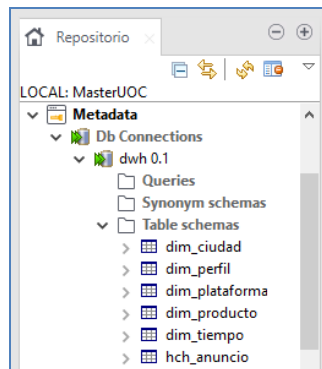 Repositorio
LOCAL: MasterUOC
Metadata
Db Connections
dwh 0.1
Queries
Synonym schemas
Table schemas
dim_ciudad
dim_perfil
dim_plataforma
dim_producto
dim_tiempo
hch_anuncio